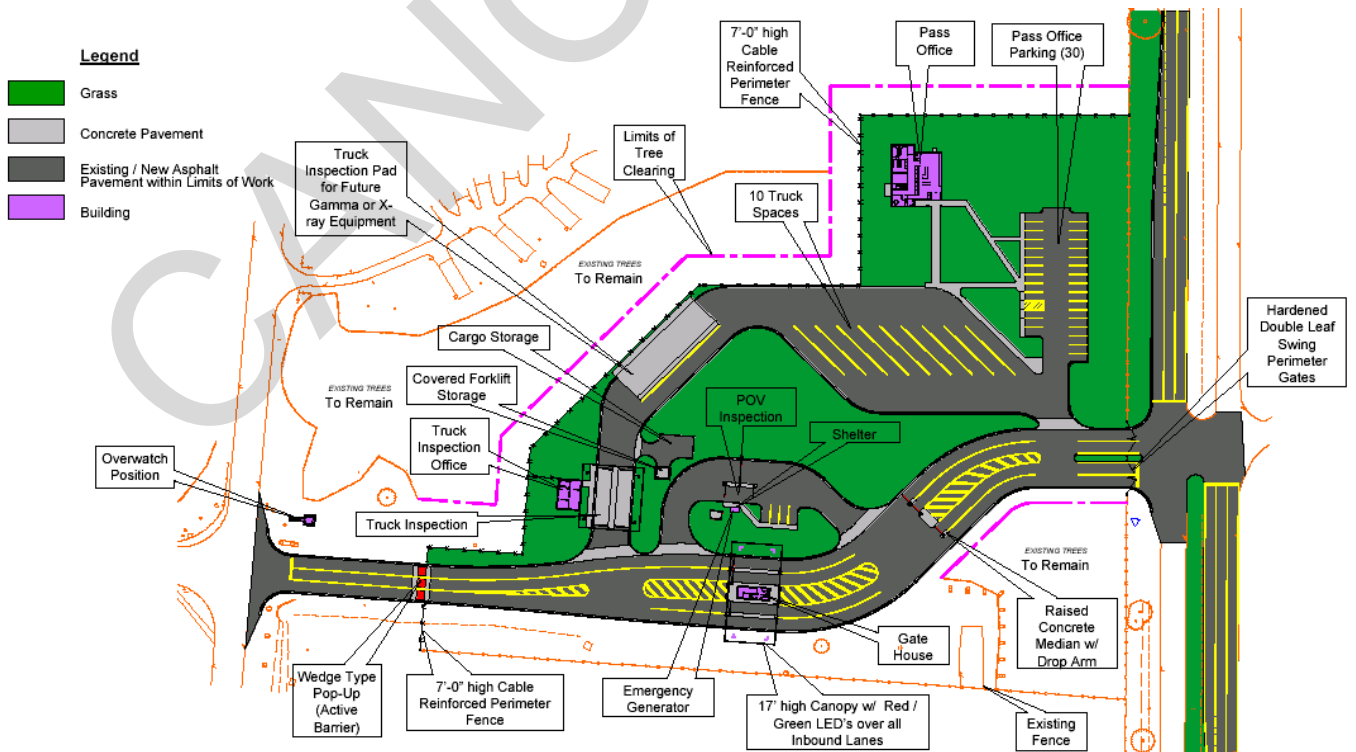 CANC
Legend
Grass
Concrete Pavement
Existing / New Asphalt
Pavement within Limits of Work
Building
Truck
Inspection Pad
for Future
Gamma or X-
ray Equipment
Limits of
Tree
Clearing
7'-0" high
Cable
Reinforced
Perimeter
Fence
Pass
Office
Pass Office
Parking (30)
10 Truck
Spaces
EXISTING TREES
To Remain
Cargo Storage
Covered Forklift
Storage
EXISTING TREES
To Remain
Truck
Inspection
Office
Overwatch
Position
Truck Inspection
POV
Inspection
Shelter
Hardened
Double Leaf
Swing
Perimeter
Gates
EXISTING TREES
To Remain
Raised
Concrete
Median w/
Drop Arm
Gate
House
Wedge Type
Pop-Up
(Active
Barrier)
7'-0" high Cable
Reinforced Perimeter
Fence
Emergency
Generator
17' high Canopy w/ Red /
Green LED's over all
Inbound Lanes
Existing
Fence